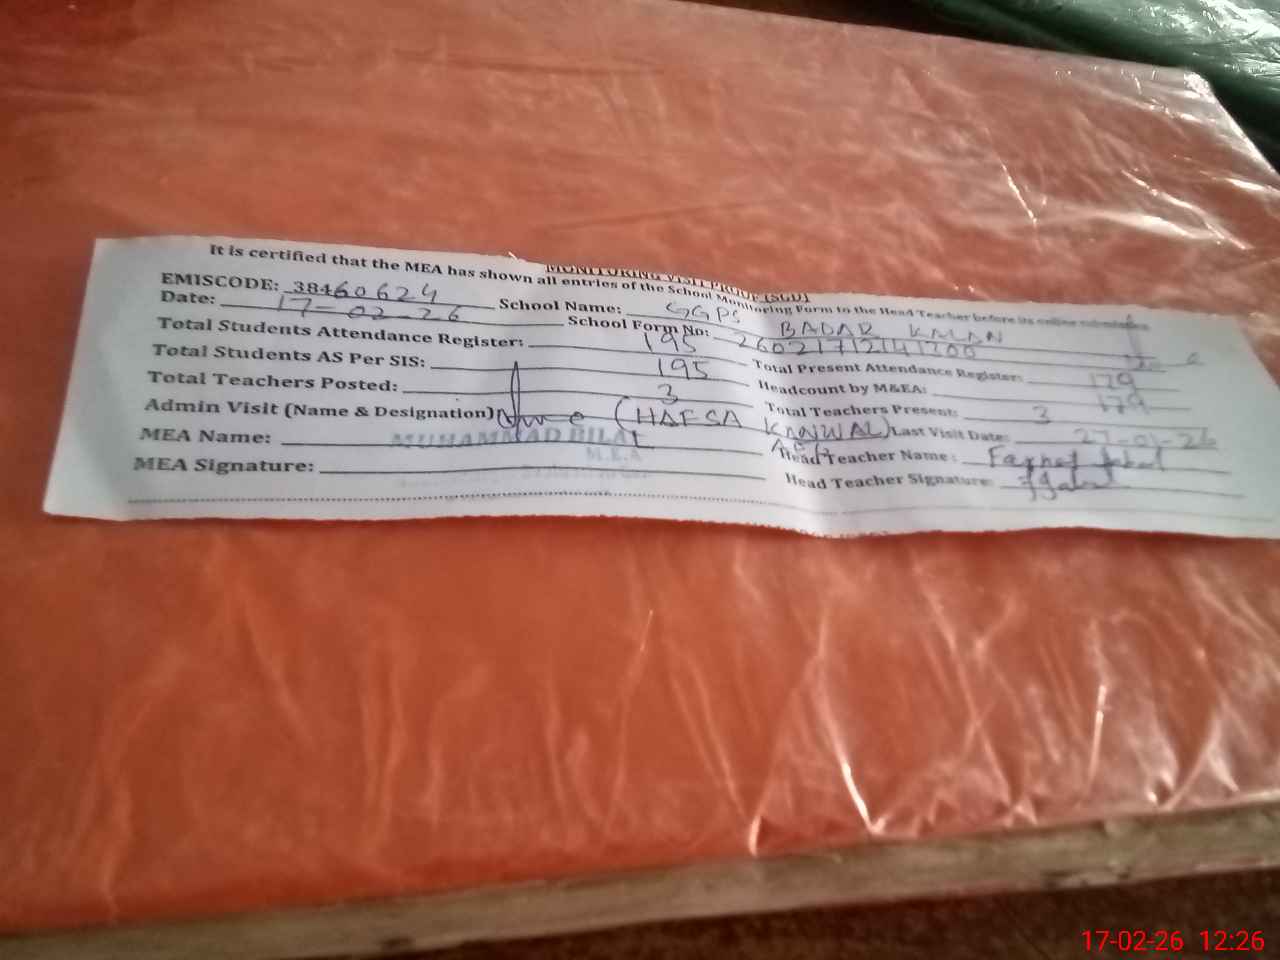 MONITORING VISIT PROOF (SGD)
It is certified that the MEA has shown all entries of the School Monitoring Form to the Head Teacher before its online submission
EMISCODE: 38460624 School Name: GGPS BADAR KALAN
Date: 17-02-26 School Form No: 26021712141200
Total Students Attendance Register: 195 Total Present Attendance Register: 179
Total Students AS Per SIS: 195 Headcount by M&EA: 179
Total Teachers Posted: 3 Total Teachers Present: 3
Admin Visit (Name & Designation) (HAFSA KANWAL) AEO Last Visit Date: 27-01-26
MEA Name: MUHAMMAD BILAL Head Teacher Name:
M.E.A
MEA Signature: Head Teacher Signature:
17-02-26 12:26